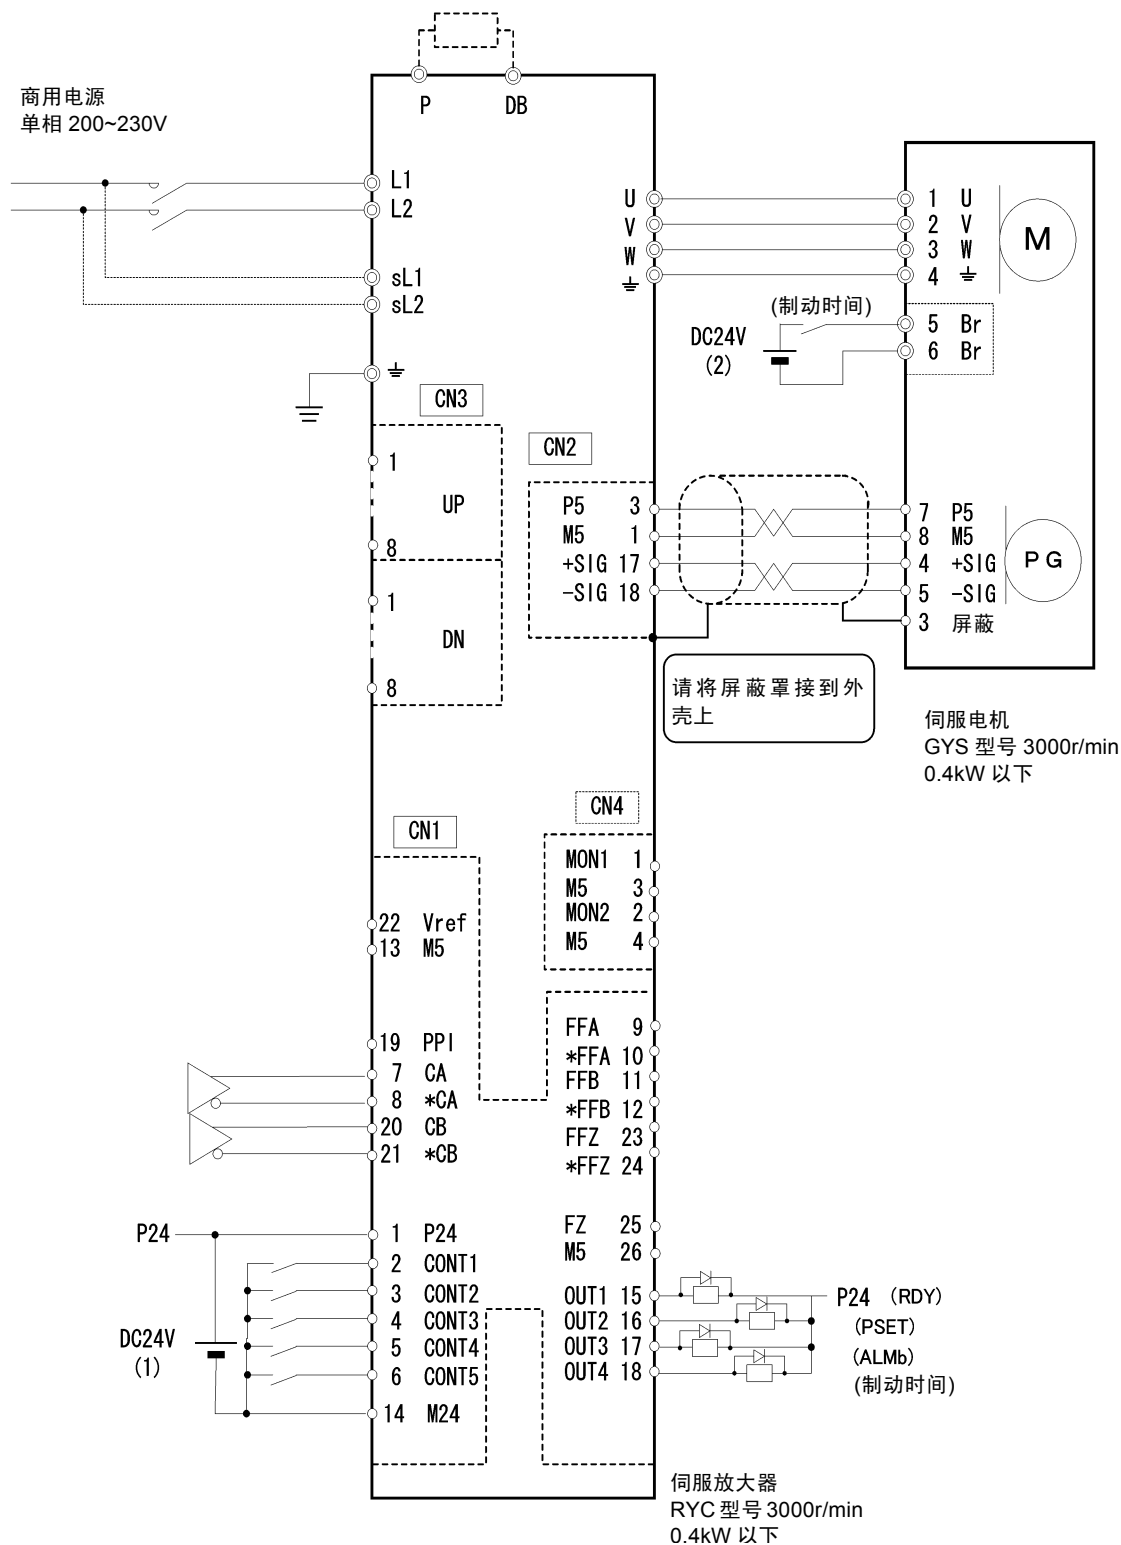 P
DB
商用电源
单相 200~230V
L1
L2
sL1
sL2
U
V
W
1 U
2 V
3 W
4
M
(制动时间)
DC24V
(2)
5 Br
6 Br
CN3
1
UP
8
1
DN
8
CN2
P5 3
M5 1
+SIG 17
-SIG 18
7 P5
8 M5
4 +SIG
5 -SIG
3 屏蔽
PG
请将屏蔽罩接到外
壳上
伺服电机
GYS 型号 3000r/min
0.4kW 以下
CN4
MON1 1
M5 3
MON2 2
M5 4
CN1
22 Vref
13 M5
19 PPI
7 CA
8 *CA
20 CB
21 *CB
FFA 9
*FFA 10
FFB 11
*FFB 12
FFZ 23
*FFZ 24
FZ 25
M5 26
P24
1 P24
2 CONT1
3 CONT2
4 CONT3
5 CONT4
6 CONT5
14 M24
DC24V
(1)
OUT1 15
OUT2 16
OUT3 17
OUT4 18
P24 (RDY)
(PSET)
(ALMb)
(制动时间)
伺服放大器
RYC 型号 3000r/min
0.4kW 以下